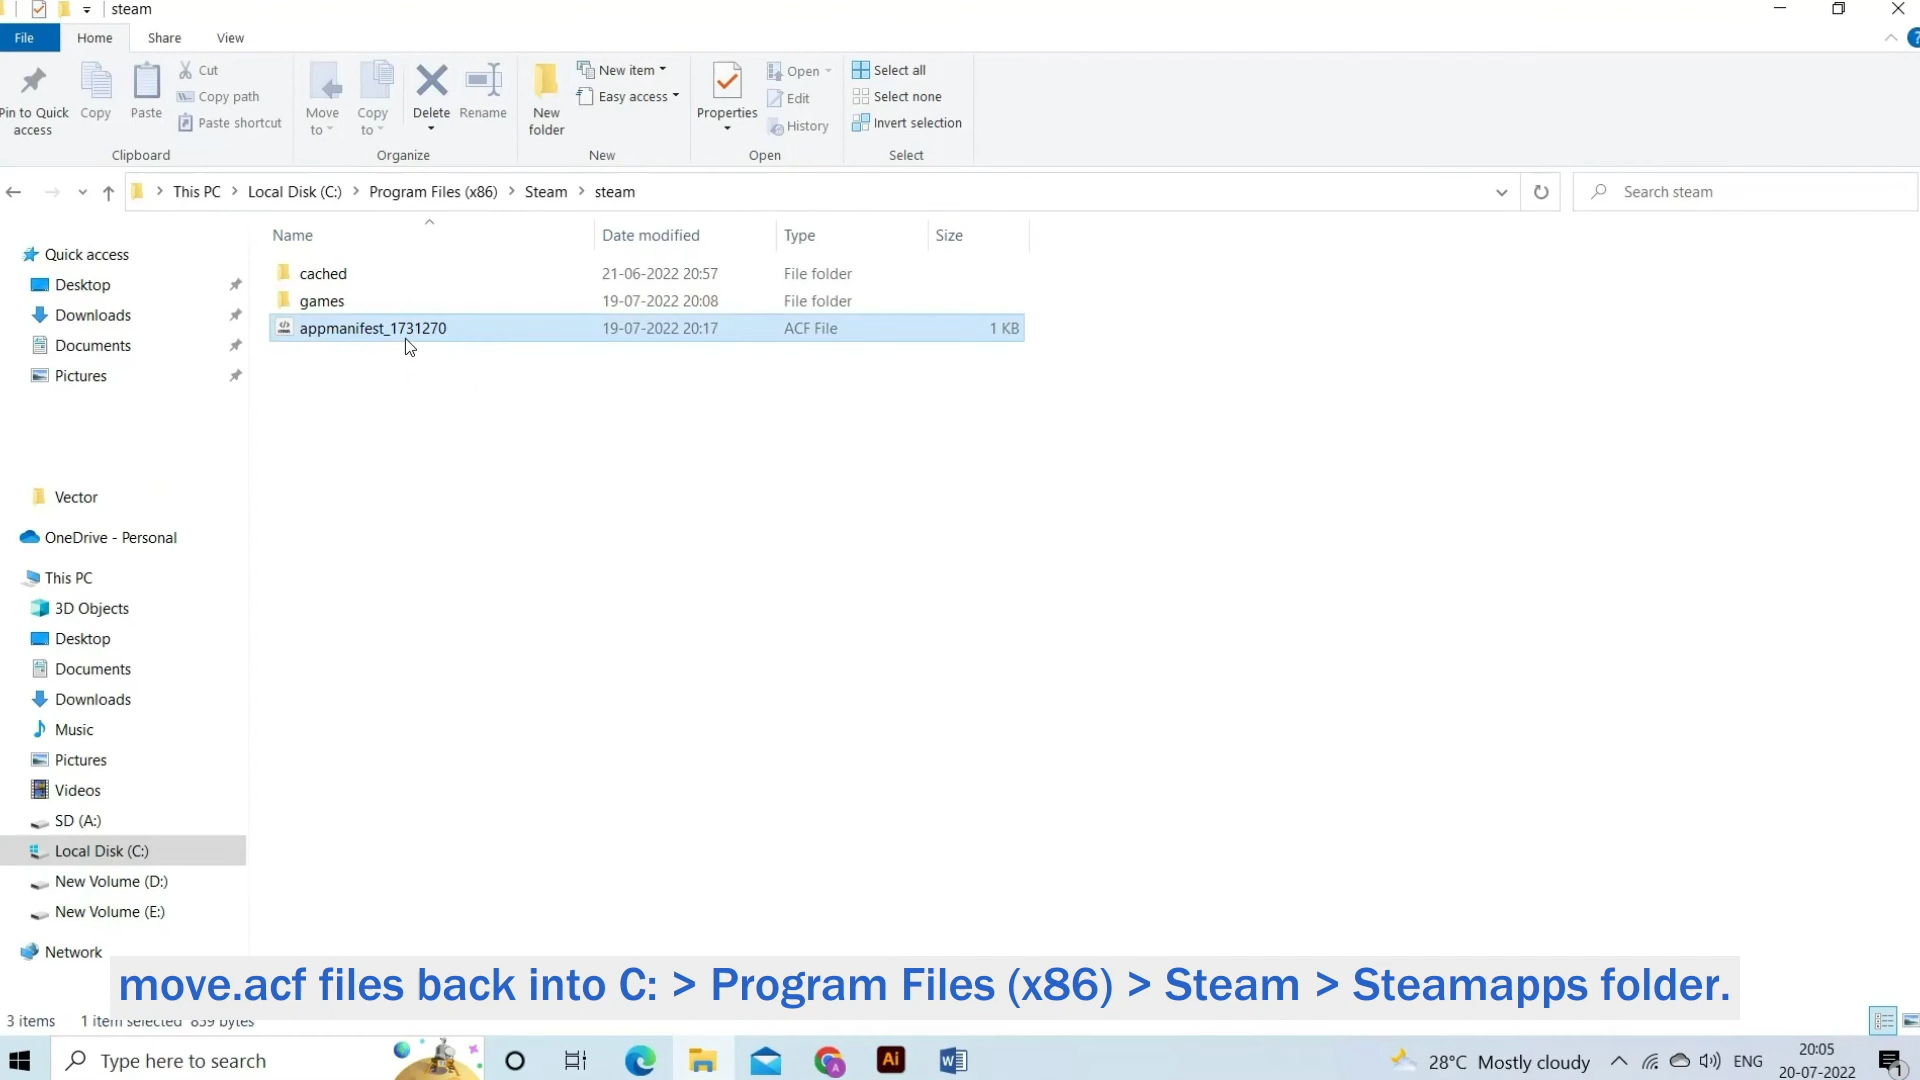 steam
File Home Share View
Pin to Quick access
Copy
Paste
Cut
Copy path
Paste shortcut
Clipboard
Move to
Copy to
Delete
Rename
Organize
New folder
New item
Easy access
New
Properties
Open
Edit
History
Open
Select all
Select none
Invert selection
Select
This PC > Local Disk (C:) > Program Files (x86) > Steam > steam
Search steam
Name Date modified Type Size
cached 21-06-2022 20:57 File folder
games 19-07-2022 20:08 File folder
appmanifest_1731270 19-07-2022 20:17 ACF File 1 KB
Quick access
Desktop
Downloads
Documents
Pictures
Vector
OneDrive - Personal
This PC
3D Objects
Desktop
Documents
Downloads
Music
Pictures
Videos
SD (A:)
Local Disk (C:)
New Volume (D:)
New Volume (E:)
Network
move.acf files back into C: > Program Files (x86) > Steam > Steamapps folder.
3 items 1 item selected 859 bytes
Type here to search
Ai
28°C Mostly cloudy
ENG
20:05
20-07-2022
1